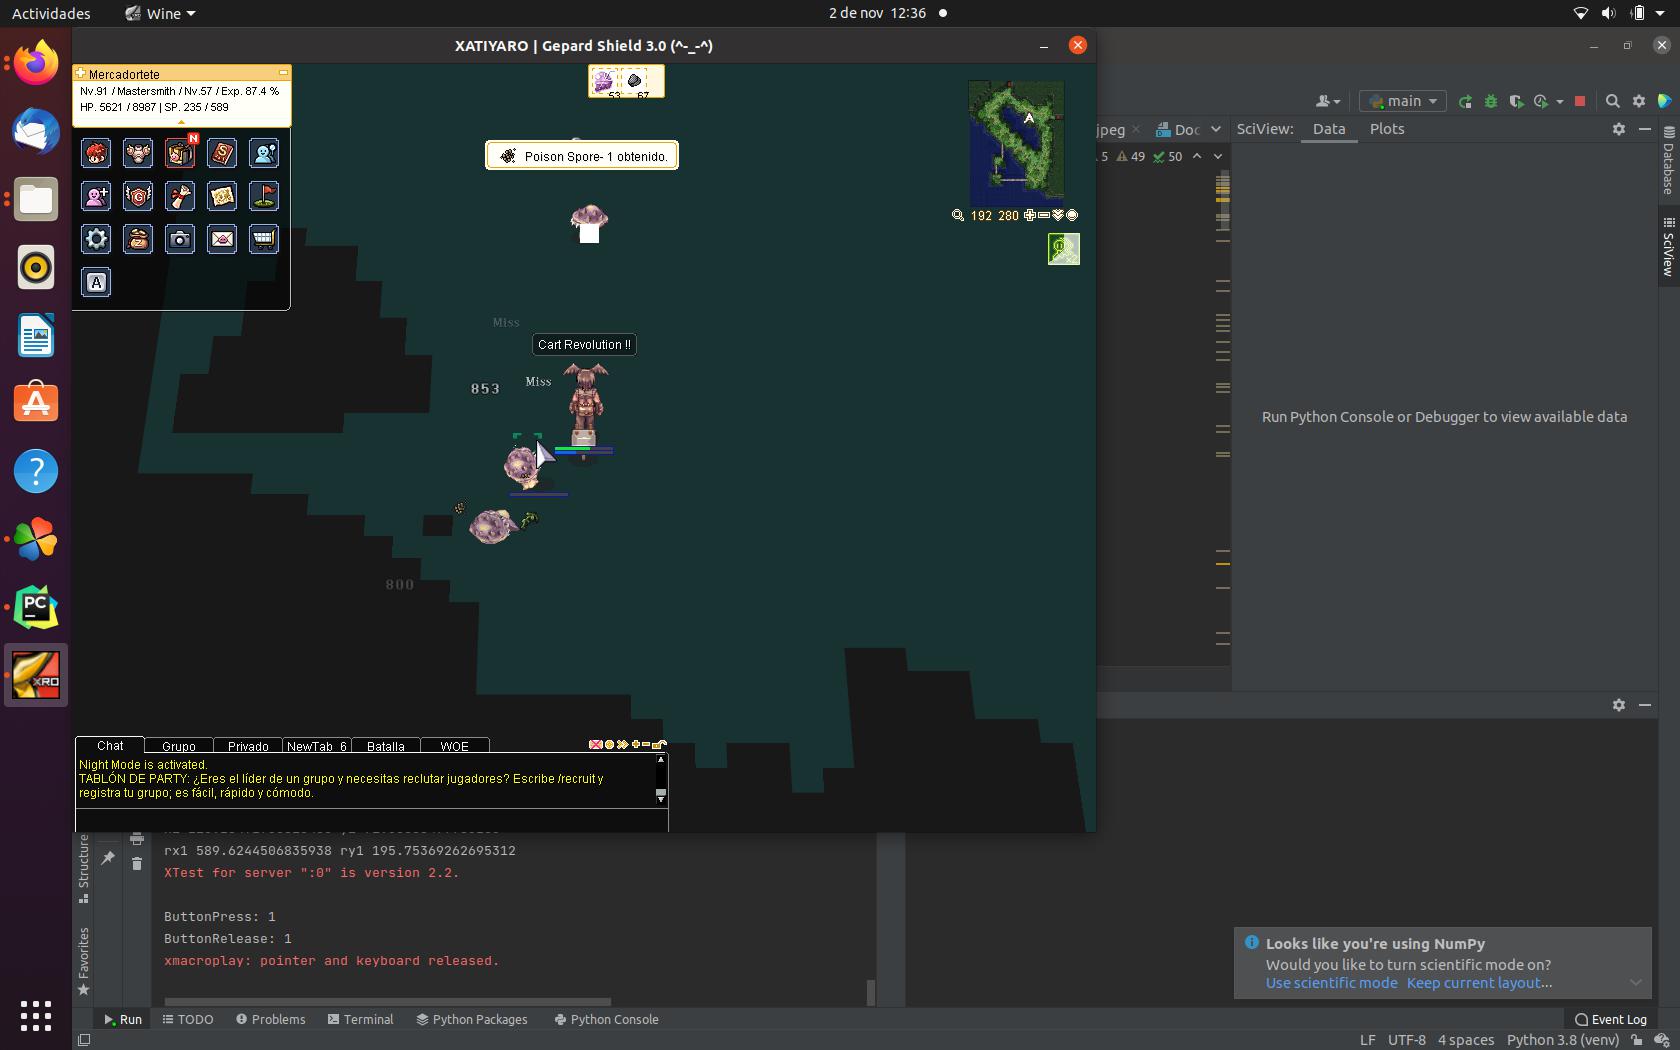 Actividades
Wine
2 de nov 12:36
XATIYARO | Gepard Shield 3.0 (^-_-^)
Mercadortete
Nv.91 / Mastersmith / Nv.57 / Exp. 87.4 %
HP. 5621 / 8987 | SP. 235 / 589
N
A
53
67
Poison Spore- 1 obtenido.
192 280
Miss
Cart Revolution !!
853
Miss
800
Chat
Grupo
Privado
NewTab_6
Batalla
WOE
Night Mode is activated.
TABLÓN DE PARTY: ¿Eres el líder de un grupo y necesitas reclutar jugadores? Escribe /recruit y
registra tu grupo; es fácil, rápido y cómodo.
main
jpeg
Doc
SciView:
Data
Plots
5
49
50
Database
SciView
Run Python Console or Debugger to view available data
PC
XRO
Structure
Favorites
rx1 589.6244506835938 ry1 195.75369262695312
XTest for server ":0" is version 2.2.
ButtonPress: 1
ButtonRelease: 1
xmacroplay: pointer and keyboard released.
Looks like you're using NumPy
Would you like to turn scientific mode on?
Use scientific mode
Keep current layout...
Run
TODO
Problems
Terminal
Python Packages
Python Console
Event Log
LF
UTF-8
4 spaces
Python 3.8 (venv)